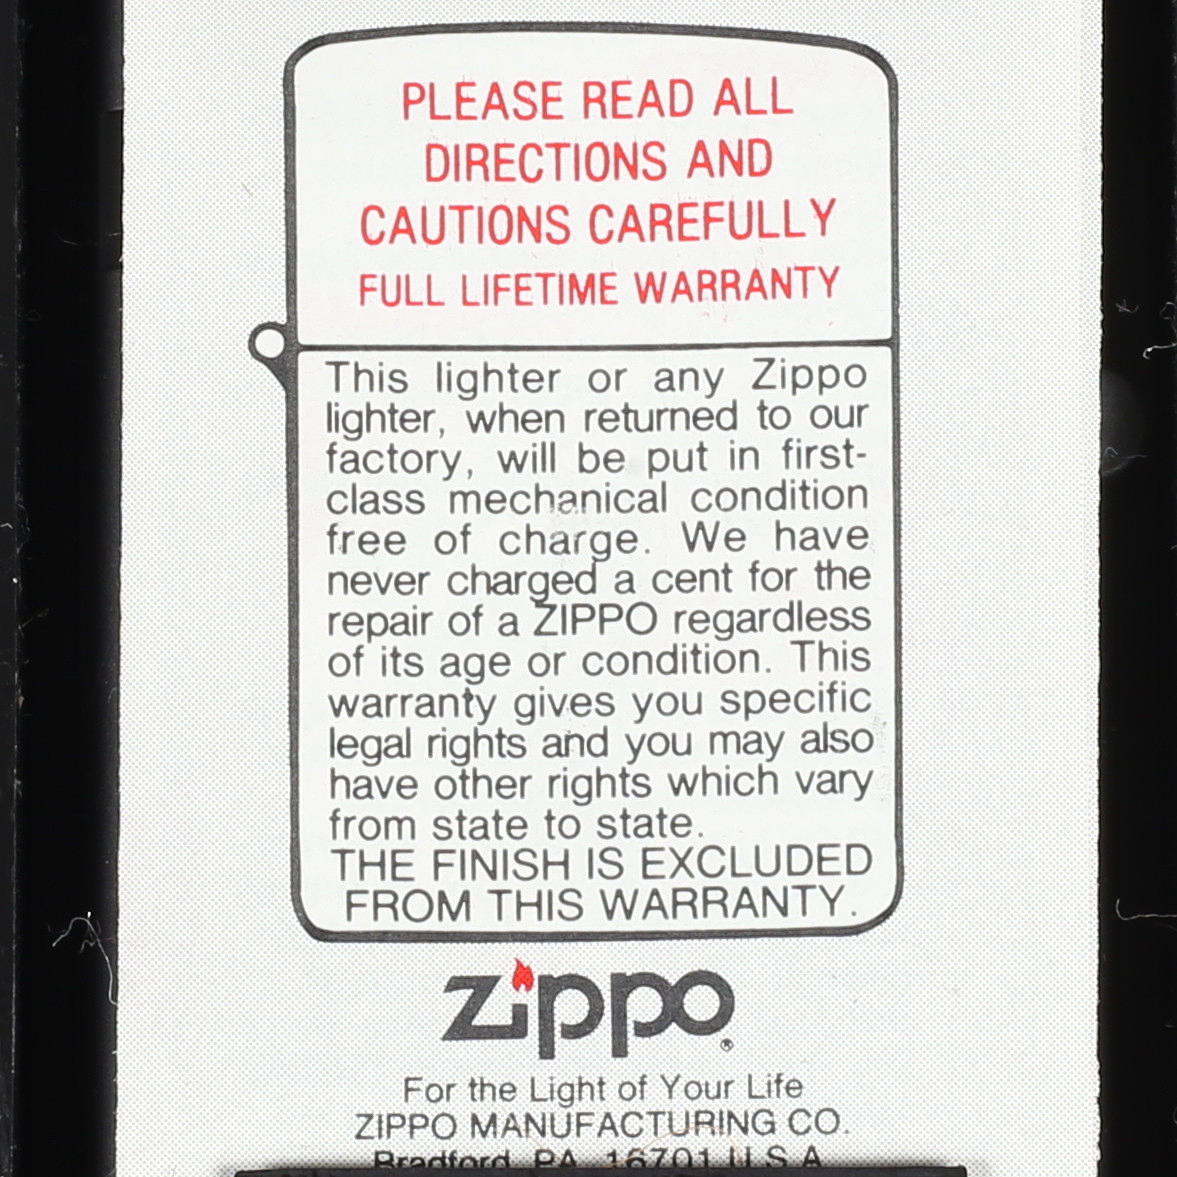 PLEASE READ ALL
DIRECTIONS AND
CAUTIONS CAREFULLY
FULL LIFETIME WARRANTY
This lighter or any Zippo
lighter, when returned to our
factory, will be put in first-
class mechanical condition
free of charge. We have
never charged a cent for the
repair of a ZIPPO regardless
of its age or condition. This
warranty gives you specific
legal rights and you may also
have other rights which vary
from state to state.
THE FINISH IS EXCLUDED
FROM THIS WARRANTY.
zippo®
For the Light of Your Life
ZIPPO MANUFACTURING CO.
Bradford, PA 16701 U.S.A.